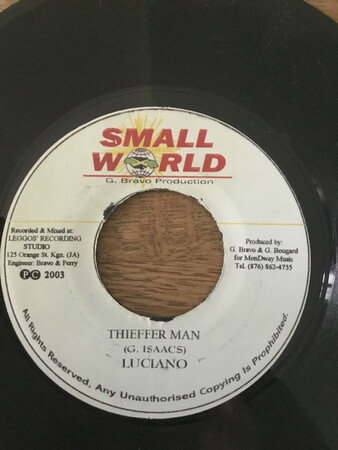 SMALL
WORLD
G. Bravo Production
Recorded & Mixed at:
LEGGOS' RECORDING
STUDIO
125 Orange St. Kgn. (JA)
Engineer: Bravo & Perry
P C 2003
Produced by:
G. Bravo & G. Bougard
for MonDway Music
Tel. (876) 862-4755
THIEFFER MAN
(G. ISAACS)
LUCIANO
All Rights Reserved, Any Unauthorised Copying is Prohibited.